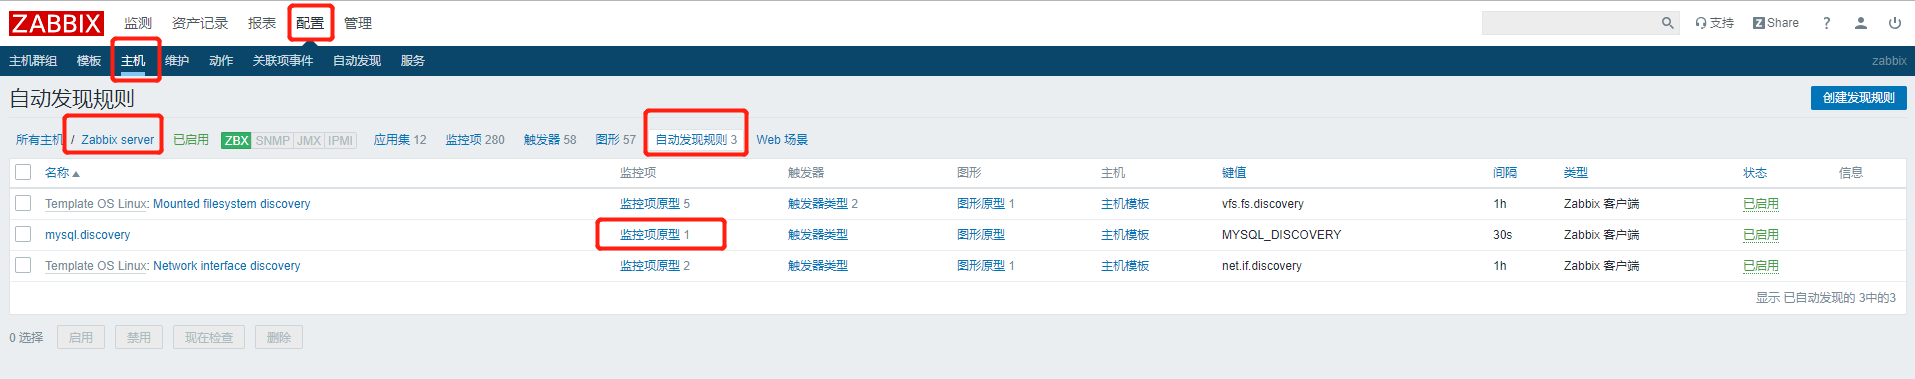 ZABBIX 监测 资产记录 报表 配置 管理 支持 Z Share ?
主机群组 模板 主机 维护 动作 关联项事件 自动发现 服务 zabbix
自动发现规则 创建发现规则
所有主机 / Zabbix server 已启用 ZBX SNMP JMX IPMI 应用集 12 监控项 280 触发器 58 图形 57 自动发现规则 3 Web 场景
名称 监控项 触发器 图形 主机 键值 间隔 类型 状态 信息
Template OS Linux: Mounted filesystem discovery 监控项原型 5 触发器类型 2 图形原型 1 主机模板 vfs.fs.discovery 1h Zabbix 客户端 已启用
mysql.discovery 监控项原型 1 触发器类型 图形原型 主机模板 MYSQL_DISCOVERY 30s Zabbix 客户端 已启用
Template OS Linux: Network interface discovery 监控项原型 2 触发器类型 图形原型 1 主机模板 net.if.discovery 1h Zabbix 客户端 已启用
显示 已自动发现的 3中的3
0 选择 启用 禁用 现在检查 删除